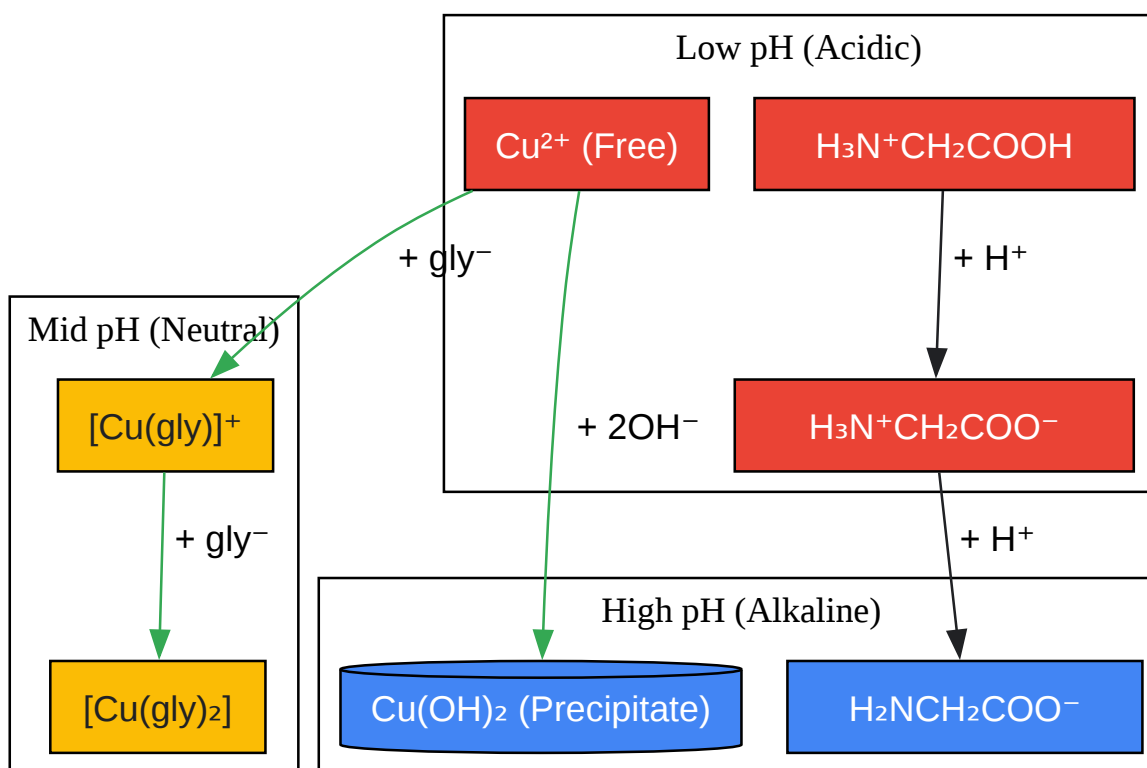 Low pH (Acidic)
Cu²⁺ (Free)
H₃N⁺CH₂COOH
+ gly⁻
+ H⁺
Mid pH (Neutral)
[Cu(gly)]⁺
+ 2OH⁻
H₃N⁺CH₂COO⁻
+ gly⁻
+ H⁺
High pH (Alkaline)
[Cu(gly)₂]
Cu(OH)₂ (Precipitate)
H₂NCH₂COO⁻